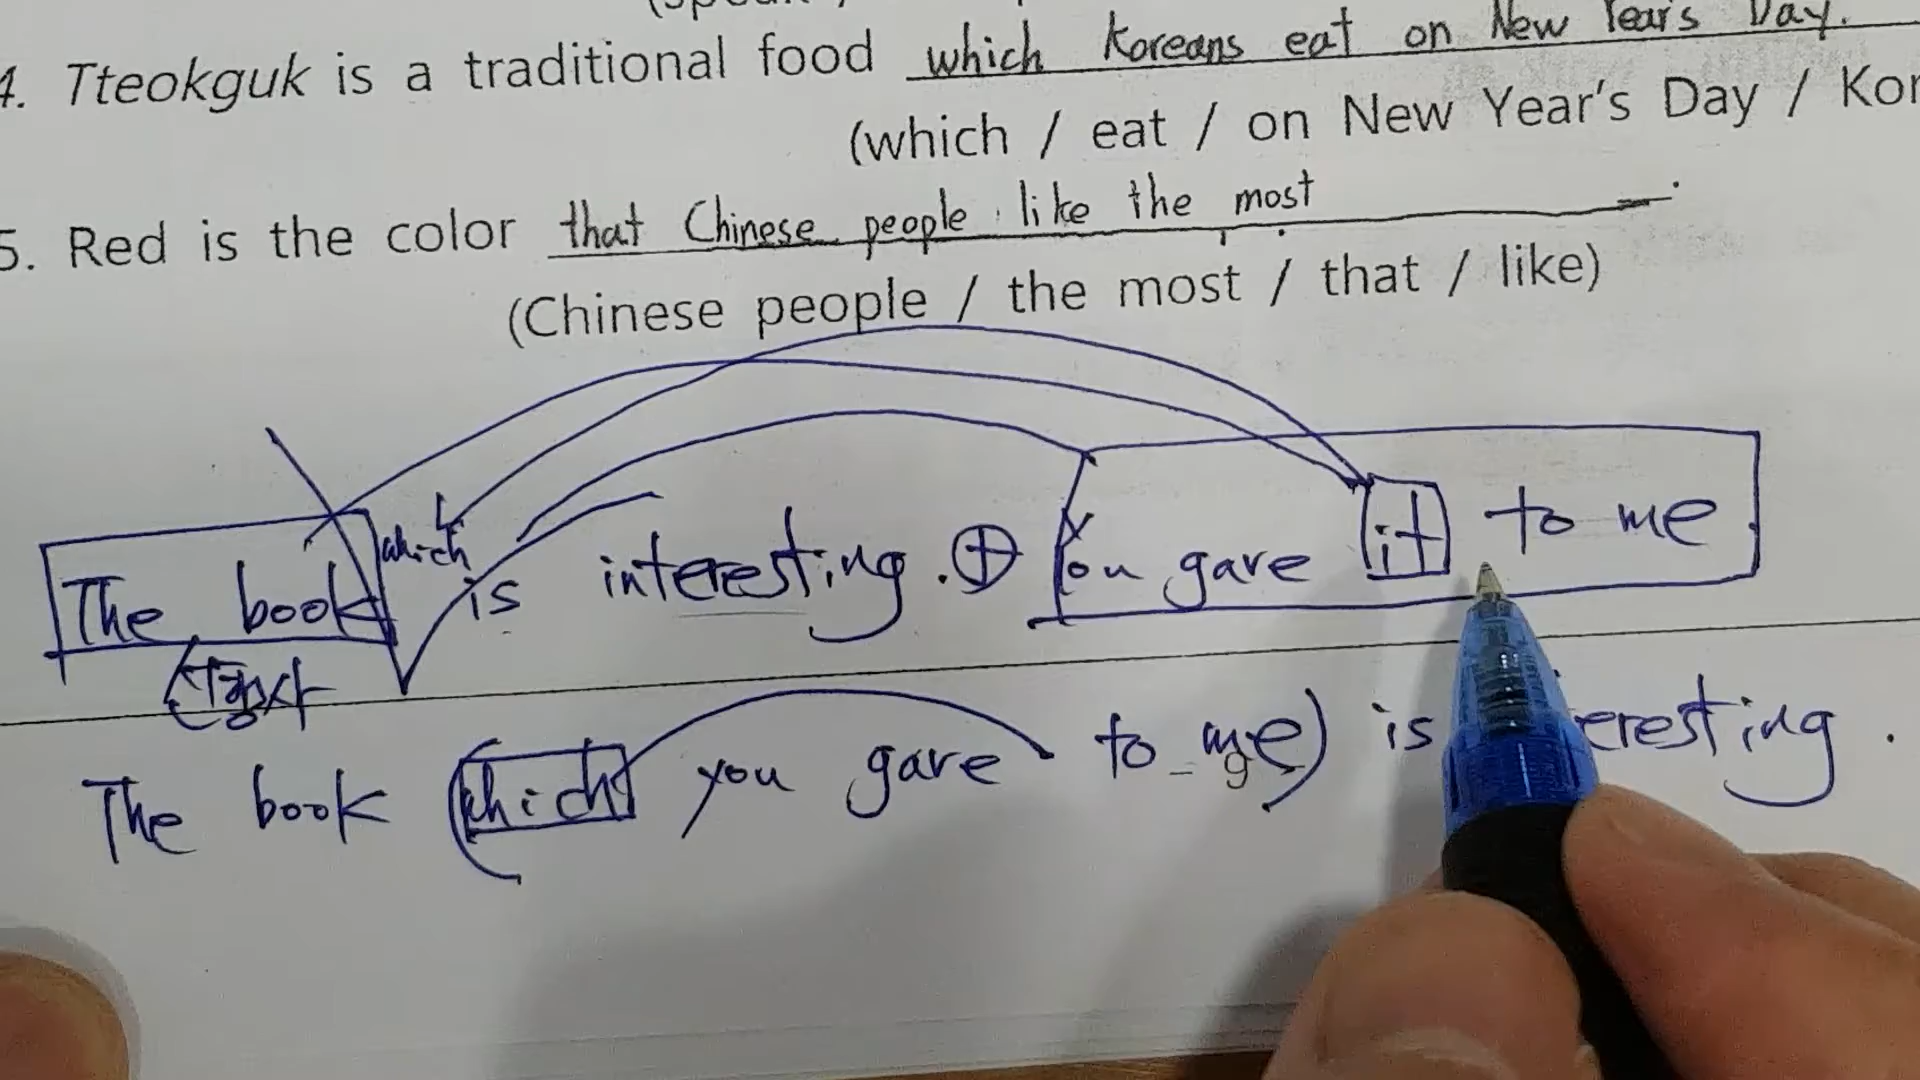 4. Tteokguk is a traditional food which Koreans eat on New Year's Day.
(which / eat / on New Year's Day / Kor
5. Red is the color that Chinese people like the most .
(Chinese people / the most / that / like)
The book which is interesting. ⊕ You gave it to me
The book (which you gave to me) is eresting.